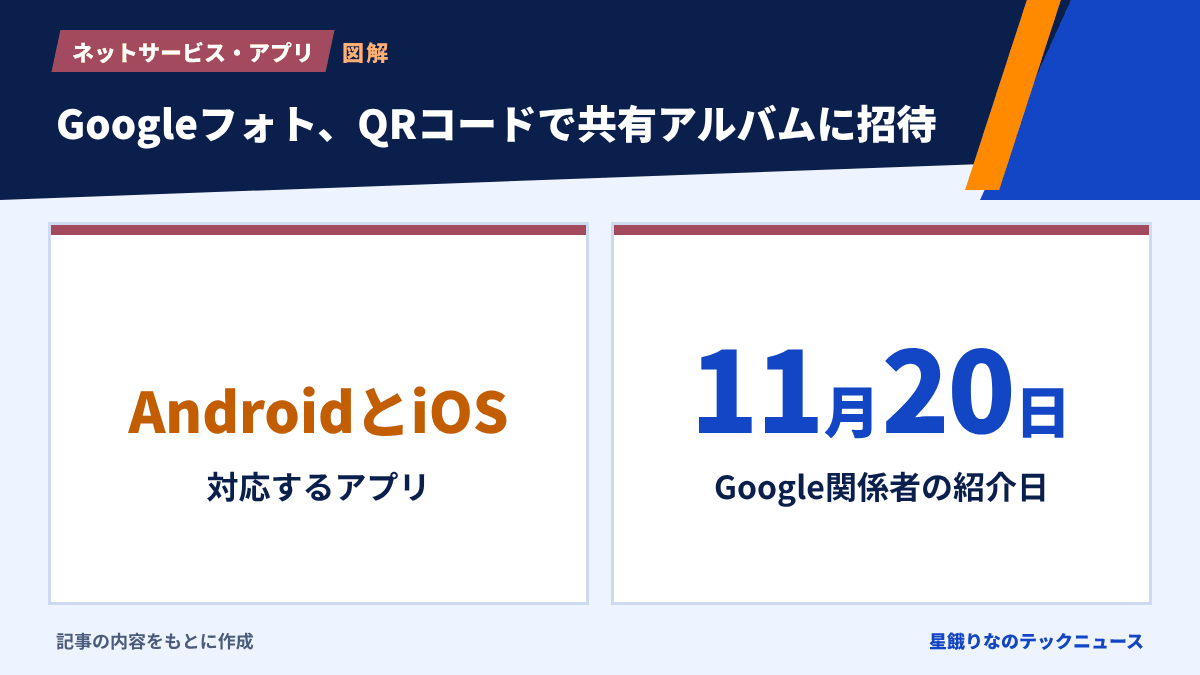 ネットサービス・アプリ 図解
Googleフォト、QRコードで共有アルバムに招待
AndroidとiOS
対応するアプリ
11月20日
Google関係者の紹介日
記事の内容をもとに作成
星餓りなのテックニュース